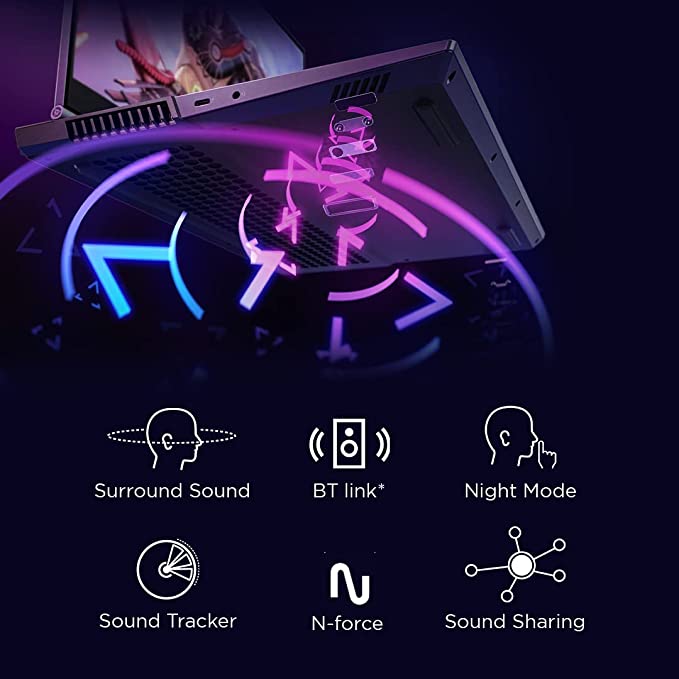 Surround Sound
BT link*
Night Mode
Sound Tracker
N-force
Sound Sharing